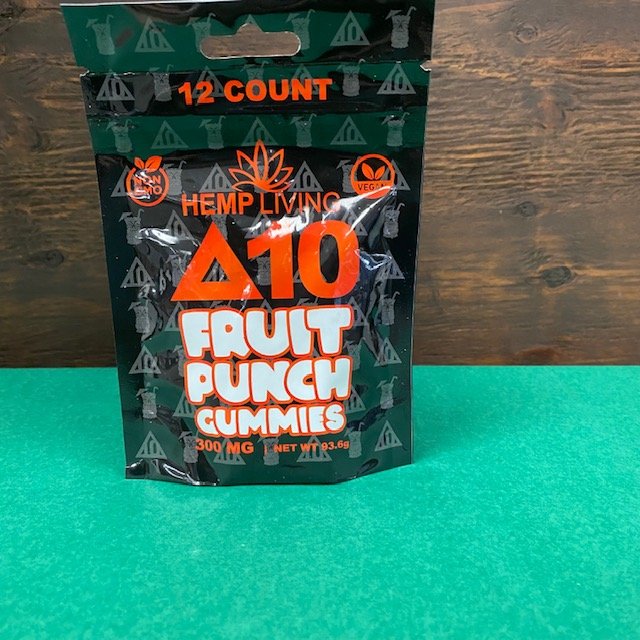 12 COUNT
NON
GMO
VEGAN
HEMP LIVING
Δ10
FRUIT
PUNCH
GUMMIES
300 MG | NET WT 93.6g